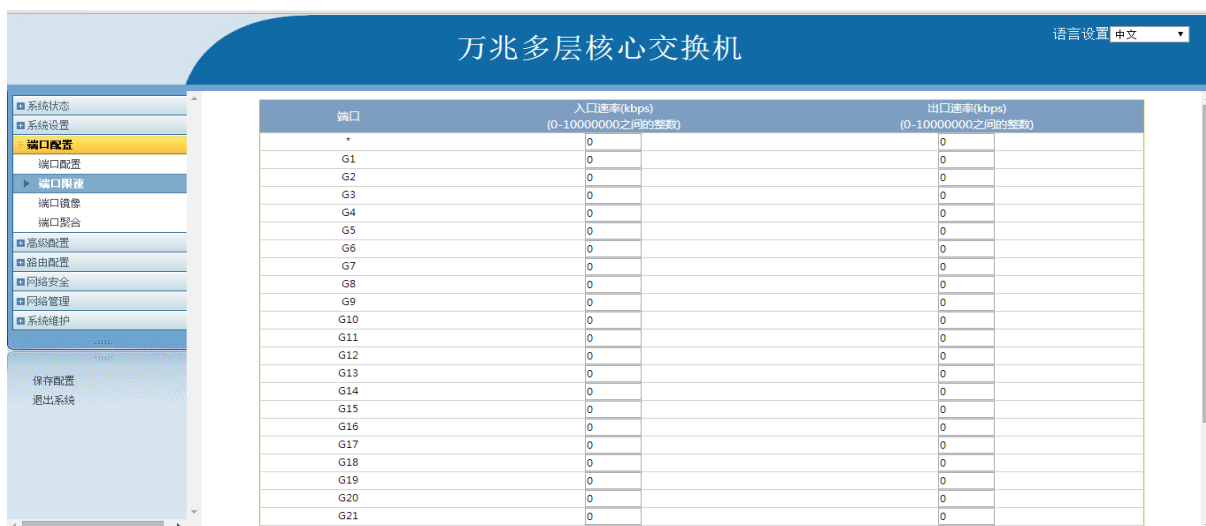 万兆多层核心交换机
语言设置 中文
系统状态
系统设置
端口配置
端口配置
端口限速
端口镜像
端口聚合
高级配置
路由配置
网络安全
网络管理
系统维护
保存配置
退出系统
端口 入口速率(kbps) 出口速率(kbps)
(0-10000000之间的整数) (0-10000000之间的整数)
* 0 0
G1 0 0
G2 0 0
G3 0 0
G4 0 0
G5 0 0
G6 0 0
G7 0 0
G8 0 0
G9 0 0
G10 0 0
G11 0 0
G12 0 0
G13 0 0
G14 0 0
G15 0 0
G16 0 0
G17 0 0
G18 0 0
G19 0 0
G20 0 0
G21 0 0